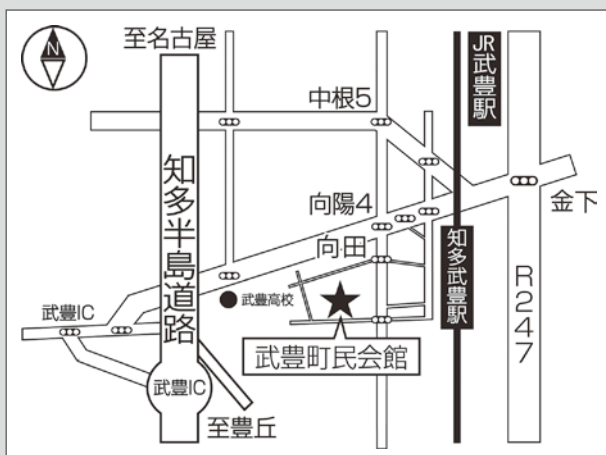 N
至名古屋
JR武豊駅
中根5
知多半島道路
向陽4
金下
向田
知多武豊駅
R247
武豊高校
武豊IC
武豊町民会館
武豊IC
至豊丘